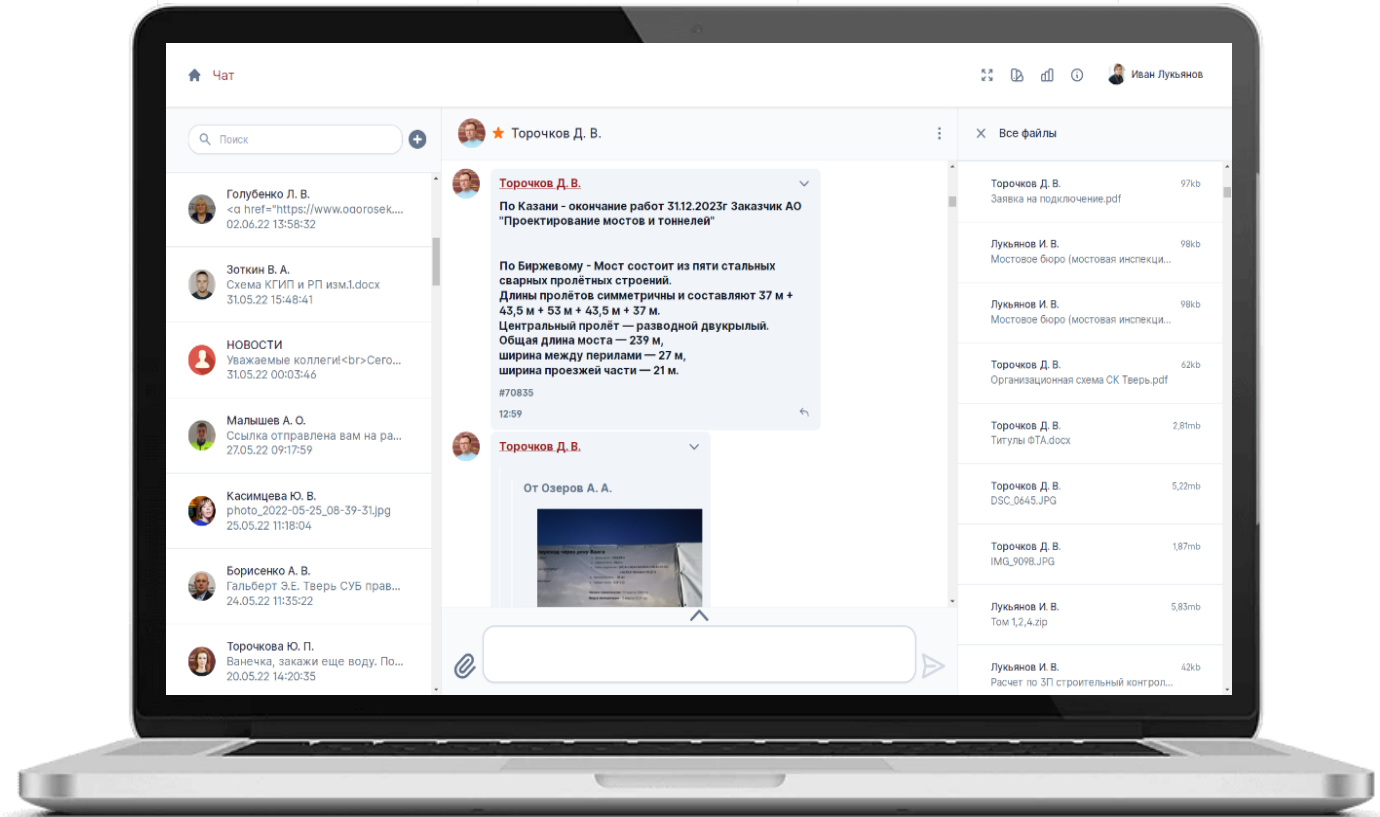 Чат
Иван Лукьянов
Поиск
Голубенко Л. В.
<a href="https://www.ogorosek....
02.06.22 13:58:32
Зоткин В. А.
Схема КГИП и РП изм.1.docx
31.05.22 15:48:41
НОВОСТИ
Уважаемые коллеги!<br>Сего...
31.05.22 00:03:46
Малышев А. О.
Ссылка отправлена вам на ра...
27.05.22 09:17:59
Касимцева Ю. В.
photo_2022-05-25_08-39-31.jpg
25.05.22 11:18:04
Борисенко А. В.
Гальберт Э.Е. Тверь СУБ прав...
24.05.22 11:35:22
Торочкова Ю. П.
Ванечка, закажи еще воду. По...
20.05.22 14:20:35
Торочков Д. В.
Торочков Д. В.
По Казани - окончание работ 31.12.2023г Заказчик АО
"Проектирование мостов и тоннелей"
По Биржевому - Мост состоит из пяти стальных
сварных пролётных строений.
Длины пролётов симметричны и составляют 37 м +
43,5 м + 53 м + 43,5 м + 37 м.
Центральный пролёт — разводной двукрылый.
Общая длина моста — 239 м,
ширина между перилами — 27 м,
ширина проезжей части — 21 м.
#70835
12:59
Торочков Д. В.
От Озеров А. А.
переход через реку Волга
Все файлы
Торочков Д. В. 97kb
Заявка на подключение.pdf
Лукьянов И. В. 98kb
Мостовое бюро (мостовая инспекци...
Лукьянов И. В. 98kb
Мостовое бюро (мостовая инспекци...
Торочков Д. В. 62kb
Организационная схема СК Тверь.pdf
Торочков Д. В. 2,81mb
Титулы ФТА.docx
Торочков Д. В. 5,22mb
DSC_0645.JPG
Торочков Д. В. 1,87mb
IMG_9098.JPG
Лукьянов И. В. 5,83mb
Том 1,2,4.zip
Лукьянов И. В. 42kb
Расчет по ЗП строительный контрол...